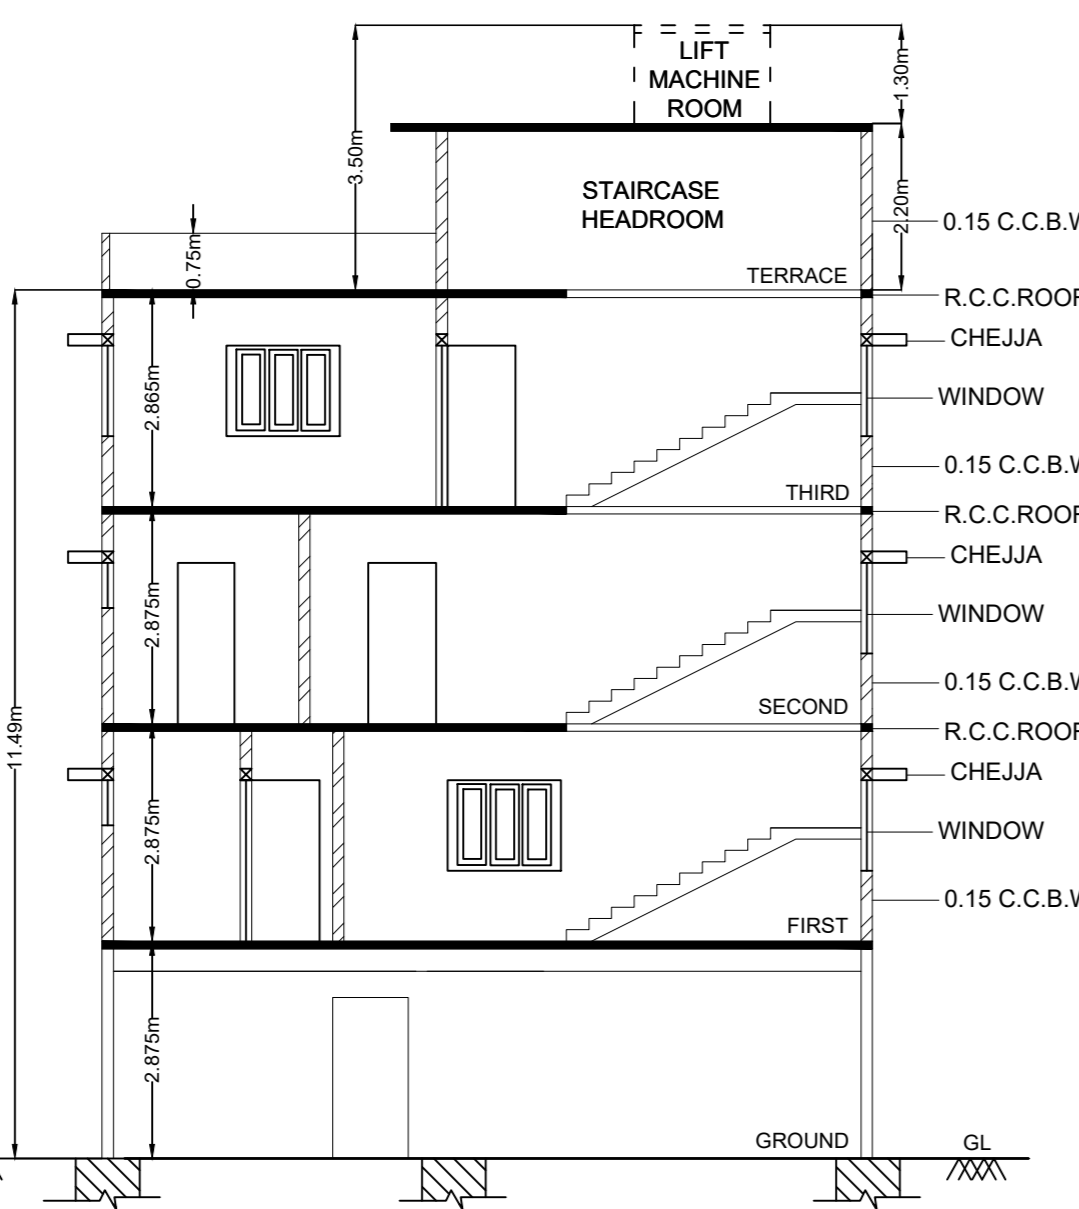 LIFT
MACHINE
ROOM
1.30m
3.50m
STAIRCASE
HEADROOM
2.20m
0.15 C.C.B.W
0.75m
TERRACE
R.C.C.ROOF
CHEJJA
2.865m
WINDOW
0.15 C.C.B.W
THIRD
R.C.C.ROOF
CHEJJA
2.875m
WINDOW
0.15 C.C.B.W
SECOND
R.C.C.ROOF
11.49m
CHEJJA
2.875m
WINDOW
0.15 C.C.B.W
FIRST
2.875m
GROUND
GL